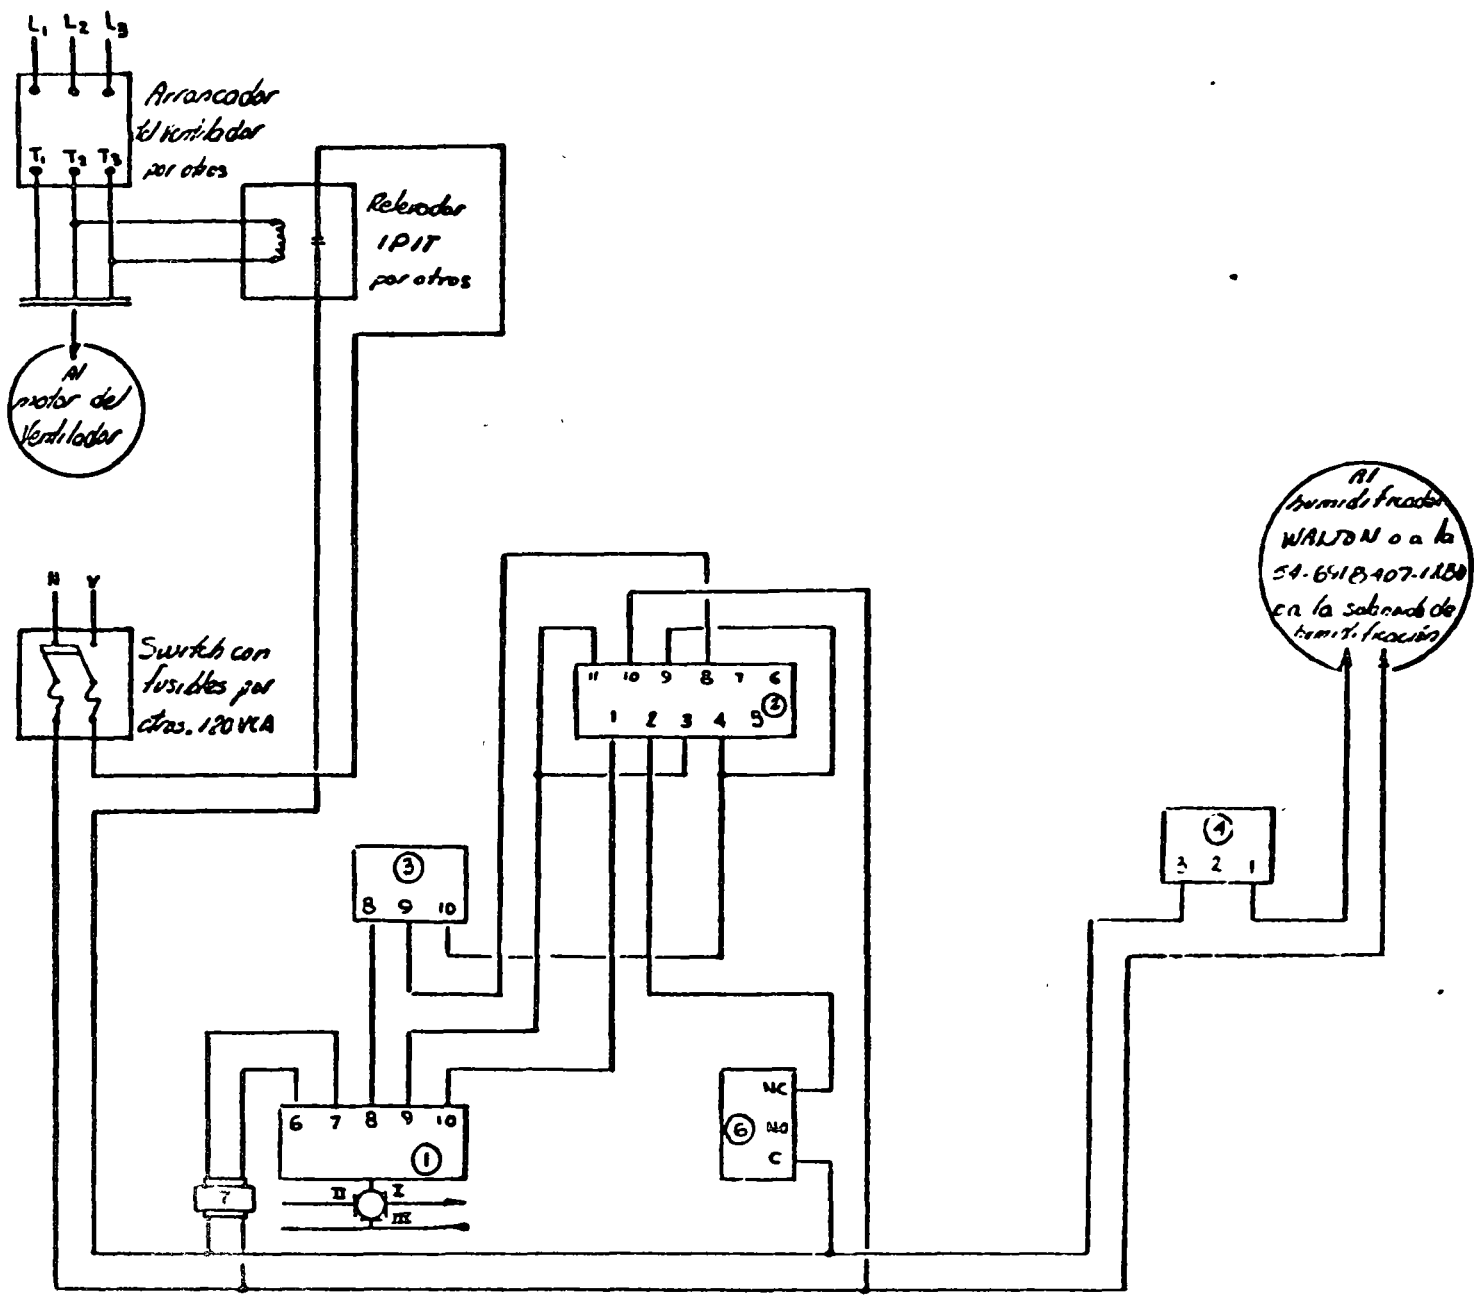 L1 L2 L3
Arrancador
del ventilador
por otros
T1 T2 T3
Relevador
1P1T
por otros
Al
motor del
Ventilador
N V
Switch con
fusibles por
otros. 120 VCA
Al
humidificador
WALTON o a la
en la salida de
humidificación
11 10 9 8 7 6
1 2 3 4 5 2
4
3 2 1
3
8 9 10
6 7 8 9 10
1
NC
6 NO
C
7
II I
III